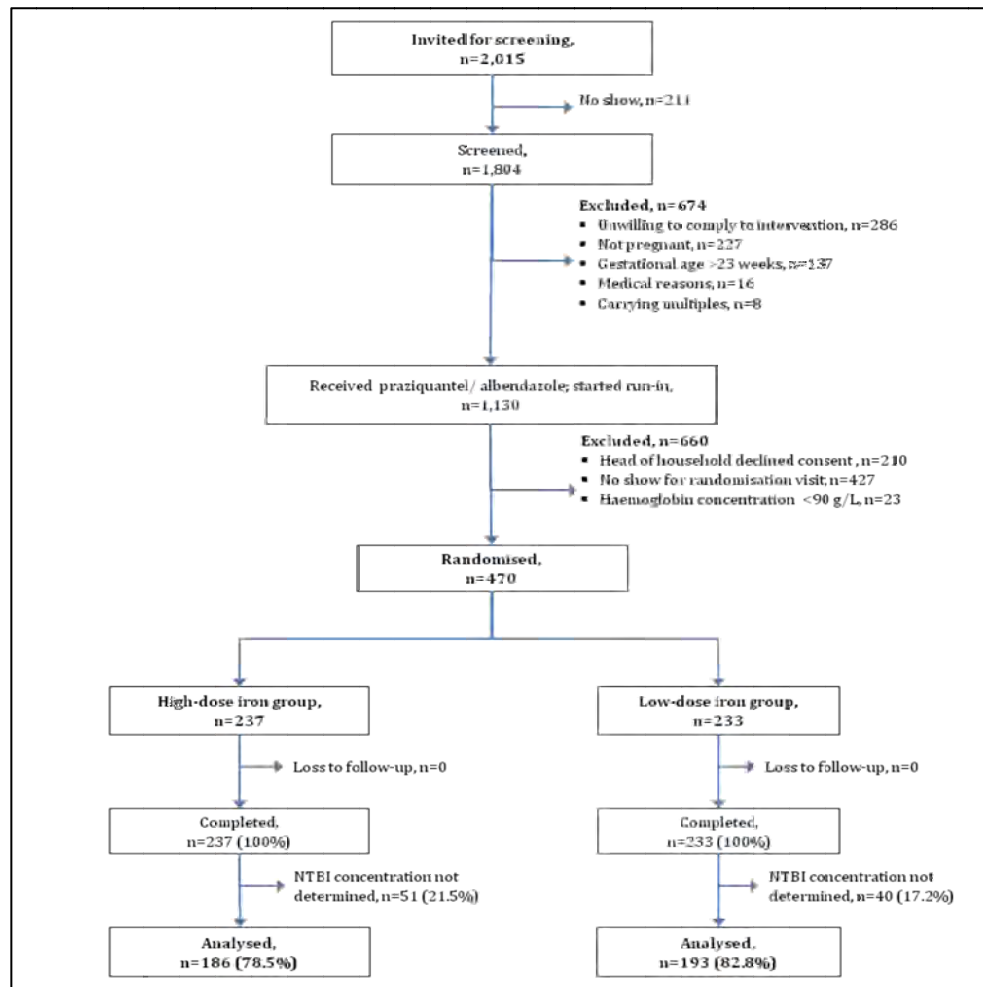 Invited for screening,
n=2,015
No show, n=211
Screened,
n=1,804
Excluded, n=674
▪ Unwilling to comply to intervention, n=286
▪ Not pregnant, n=227
▪ Gestational age >23 weeks, n=137
▪ Medical reasons, n=16
▪ Carrying multiples, n=8
Received praziquantel/ albendazole; started run-in,
n=1,130
Excluded, n=660
▪ Head of household declined consent, n=210
▪ No show for randomisation visit, n=427
▪ Haemoglobin concentration <90 g/L, n=23
Randomised,
n=470
High-dose iron group,
n=237
Low-dose iron group,
n=233
Loss to follow-up, n=0
Loss to follow-up, n=0
Completed,
n=237 (100%)
Completed,
n=233 (100%)
NTBI concentration not
determined, n=51 (21.5%)
NTBI concentration not
determined, n=40 (17.2%)
Analysed,
n=186 (78.5%)
Analysed,
n=193 (82.8%)